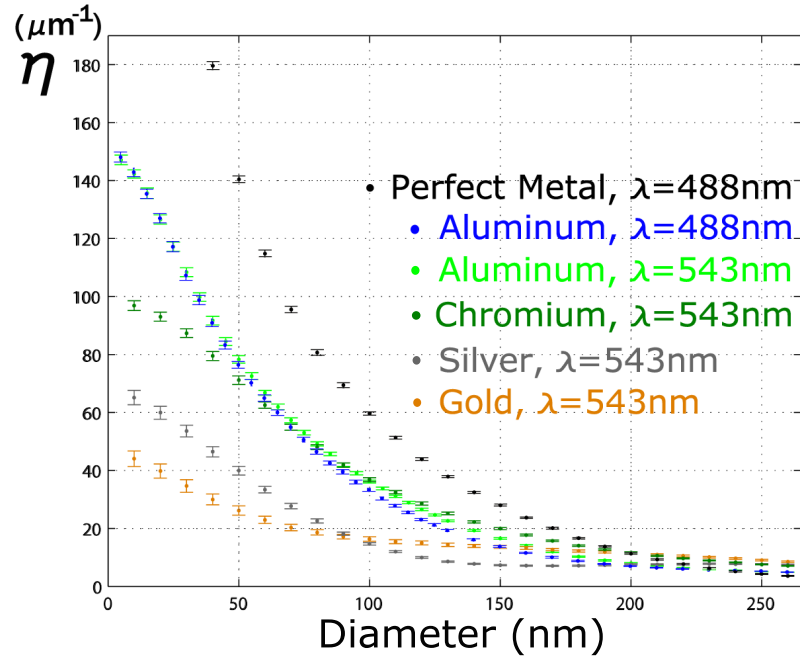 (μm⁻¹)
η
180
160
140
120
100
80
60
40
20
0
Perfect Metal, λ=488nm
Aluminum, λ=488nm
Aluminum, λ=543nm
Chromium, λ=543nm
Silver, λ=543nm
Gold, λ=543nm
0 50 100 150 200 250
Diameter (nm)